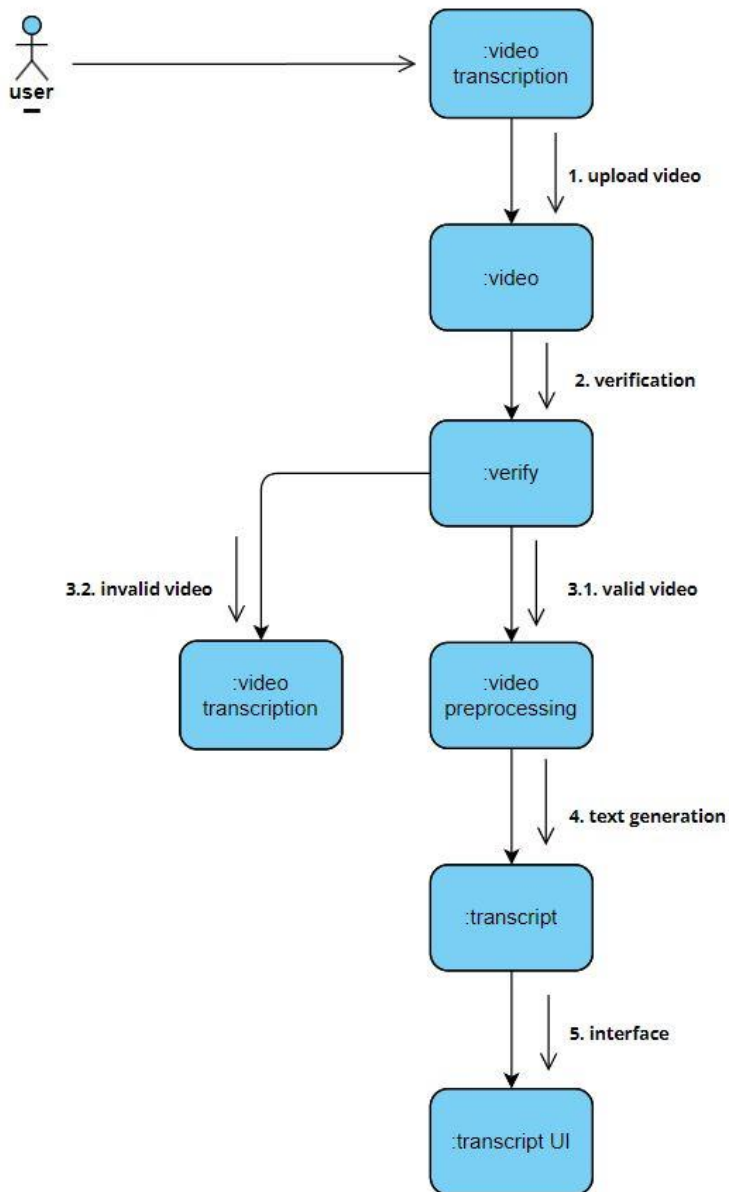 :video
transcription
user
1. upload video
:video
2. verification
:verify
3.2. invalid video
3.1. valid video
:video
transcription
:video
preprocessing
4. text generation
:transcript
5. interface
:transcript UI